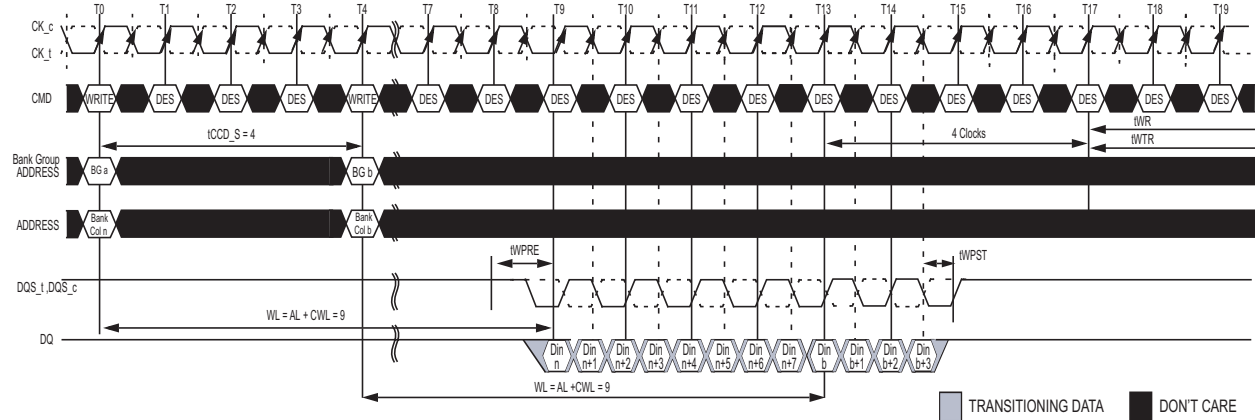 T0 T1 T2 T3 T4 T7 T8 T9 T10 T11 T12 T13 T14 T15 T16 T17 T18 T19
CK_c
CK_t
CMD WRITE DES DES DES WRITE DES DES DES DES DES DES DES DES DES DES DES DES DES
tCCD_S = 4
4 Clocks
tWR
tWTR
Bank Group
ADDRESS
BG a
BG b
ADDRESS
Bank
Col n
Bank
Col b
tWPRE
tWPST
DQS_t ,DQS_c
WL = AL + CWL = 9
DQ
Din
n
Din
n+1
Din
n+2
Din
n+3
Din
n+4
Din
n+5
Din
n+6
Din
n+7
Din
b
Din
b+1
Din
b+2
Din
b+3
WL = AL +CWL = 9
TRANSITIONING DATA
DON'T CARE